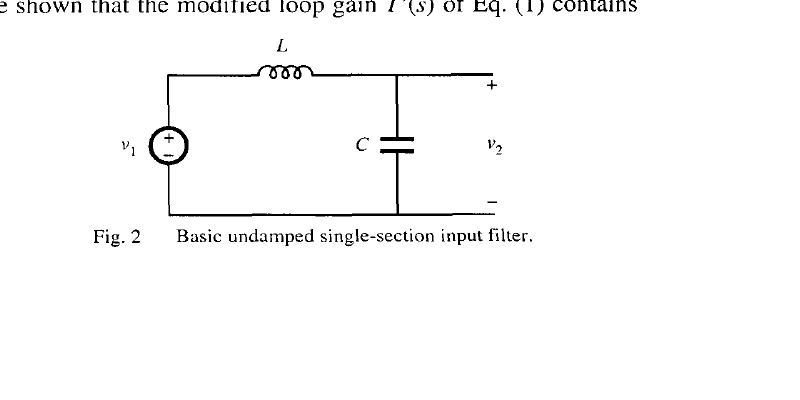 e shown that the modified loop gain T'(s) of Eq. (1) contains
L
+
v1
+
−
C
v2
−
Fig. 2 Basic undamped single-section input filter.